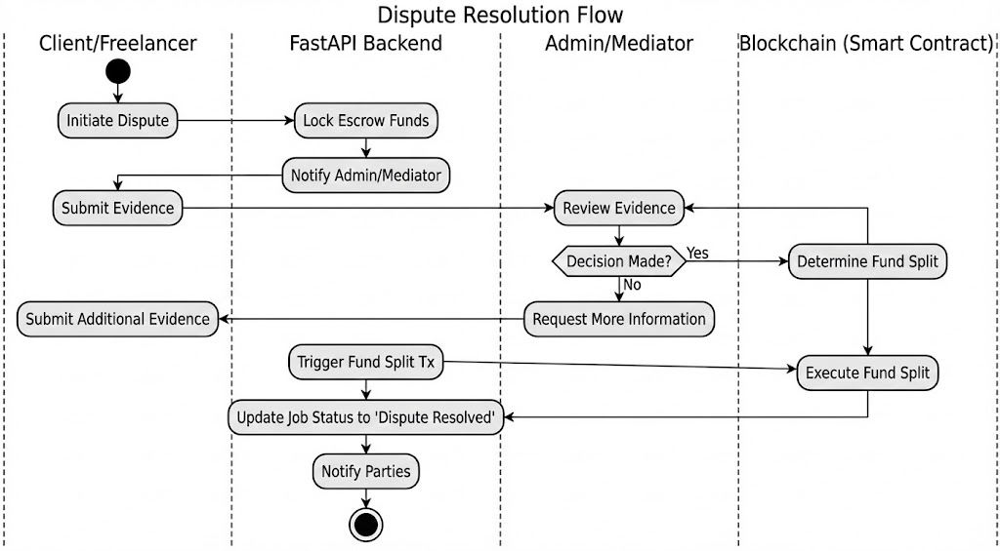 Dispute Resolution Flow
Client/Freelancer
FastAPI Backend
Admin/Mediator
Blockchain (Smart Contract)
Initiate Dispute
Lock Escrow Funds
Notify Admin/Mediator
Submit Evidence
Review Evidence
Decision Made?
Yes
Determine Fund Split
No
Submit Additional Evidence
Request More Information
Trigger Fund Split Tx
Execute Fund Split
Update Job Status to 'Dispute Resolved'
Notify Parties